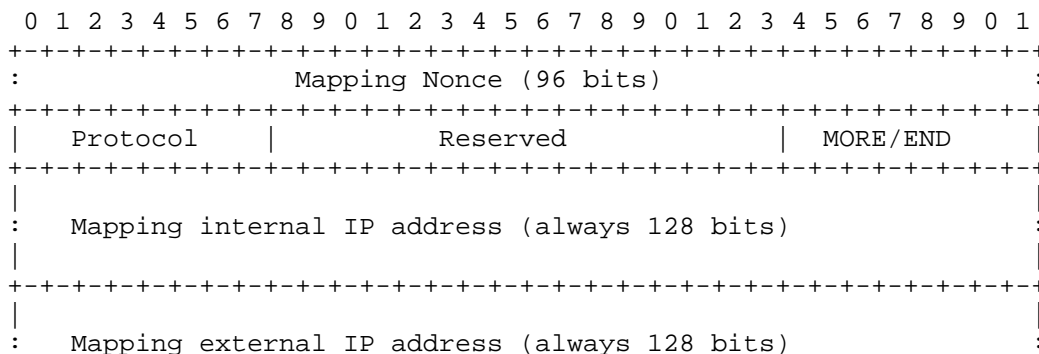 0 1 2 3 4 5 6 7 8 9 0 1 2 3 4 5 6 7 8 9 0 1 2 3 4 5 6 7 8 9 0 1
+-+-+-+-+-+-+-+-+-+-+-+-+-+-+-+-+-+-+-+-+-+-+-+-+-+-+-+-+-+-+-+-+
:                 Mapping Nonce (96 bits)                       :
+-+-+-+-+-+-+-+-+-+-+-+-+-+-+-+-+-+-+-+-+-+-+-+-+-+-+-+-+-+-+-+-+
|   Protocol    |          Reserved             |  MORE/END     |
+-+-+-+-+-+-+-+-+-+-+-+-+-+-+-+-+-+-+-+-+-+-+-+-+-+-+-+-+-+-+-+-+
|                                                               |
:   Mapping internal IP address (always 128 bits)               :
|                                                               |
+-+-+-+-+-+-+-+-+-+-+-+-+-+-+-+-+-+-+-+-+-+-+-+-+-+-+-+-+-+-+-+-+
|                                                               |
:   Mapping external IP address (always 128 bits)               :